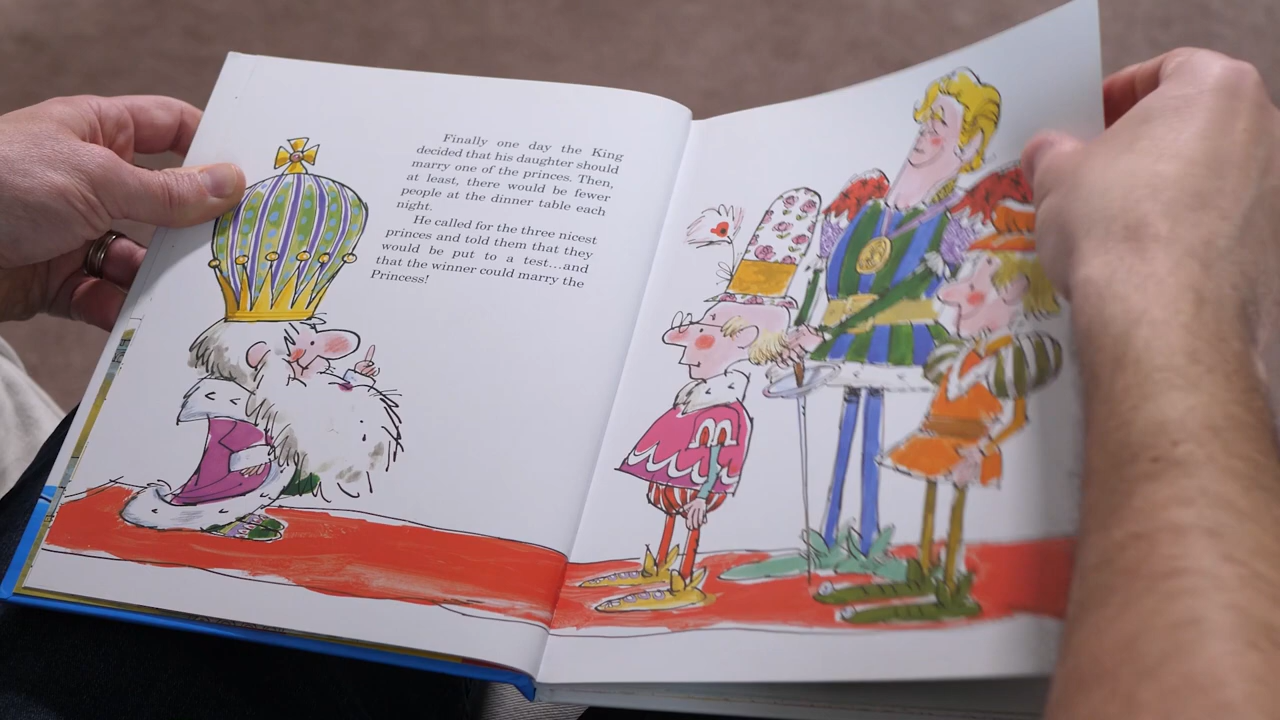 Finally one day the King
decided that his daughter should
marry one of the princes. Then,
at least, there would be fewer
people at the dinner table each
night.
He called for the three nicest
princes and told them that they
would be put to a test...and
that the winner could marry the
Princess!